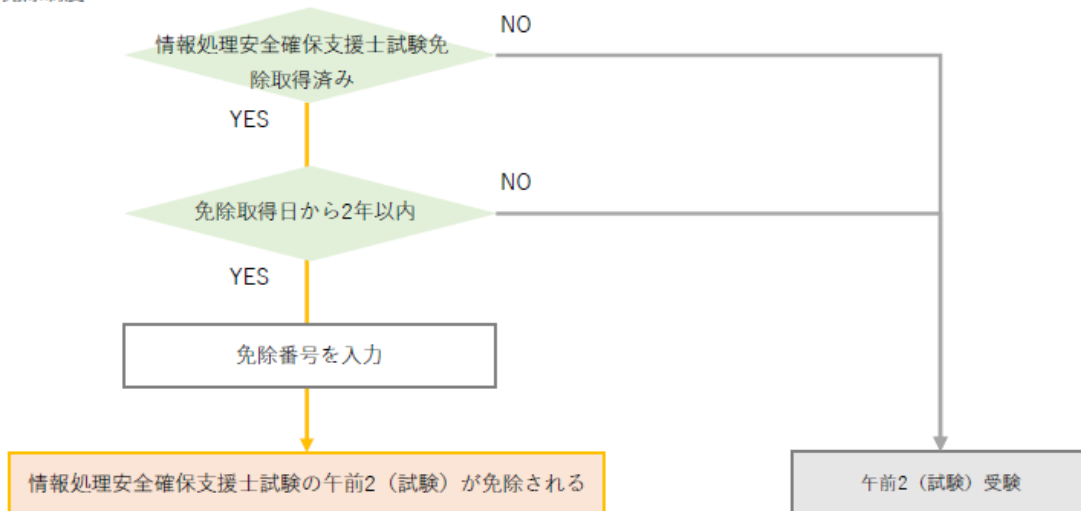 NO
情報処理安全確保支援士試験免
除取得済み
YES
NO
免除取得日から2年以内
YES
免除番号を入力
情報処理安全確保支援士試験の午前2（試験）が免除される
午前2（試験）受験